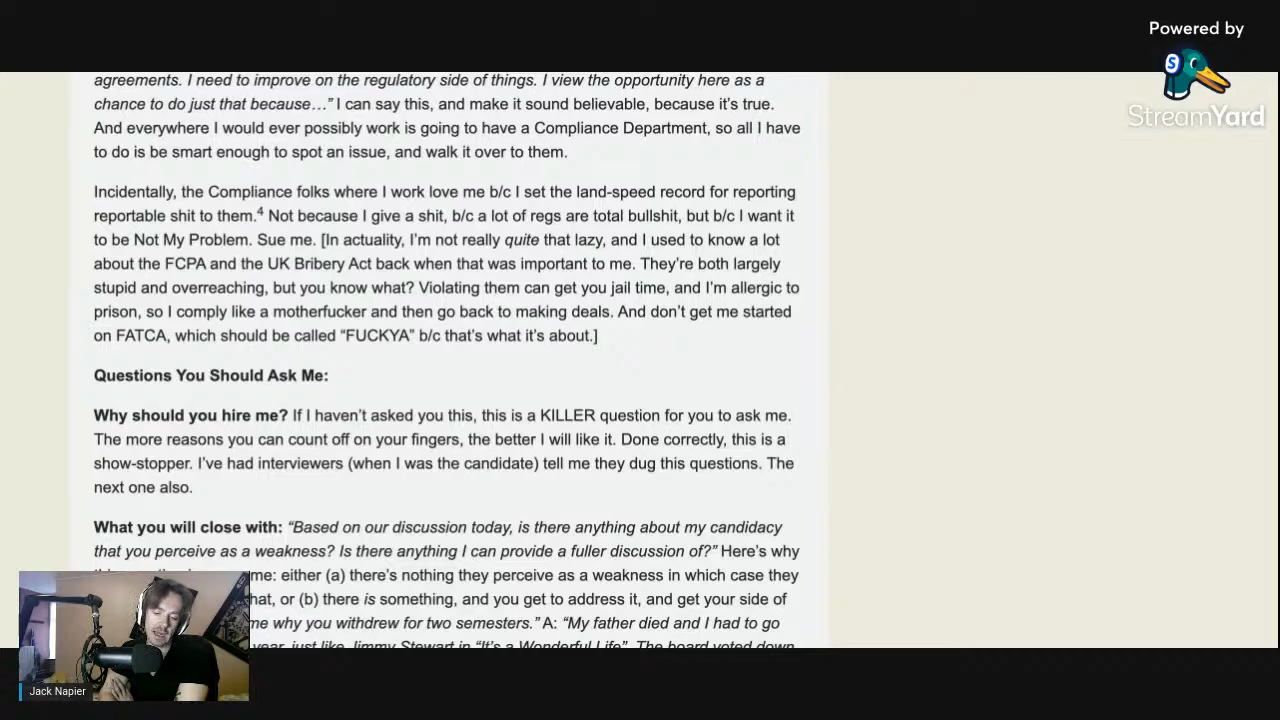 Powered by
StreamYard
agreements. I need to improve on the regulatory side of things. I view the opportunity here as a
chance to do just that because…” I can say this, and make it sound believable, because it’s true.
And everywhere I would ever possibly work is going to have a Compliance Department, so all I have
to do is be smart enough to spot an issue, and walk it over to them.
Incidentally, the Compliance folks where I work love me b/c I set the land-speed record for reporting
reportable shit to them.4 Not because I give a shit, b/c a lot of regs are total bullshit, but b/c I want it
to be Not My Problem. Sue me. [In actuality, I’m not really quite that lazy, and I used to know a lot
about the FCPA and the UK Bribery Act back when that was important to me. They’re both largely
stupid and overreaching, but you know what? Violating them can get you jail time, and I’m allergic to
prison, so I comply like a motherfucker and then go back to making deals. And don’t get me started
on FATCA, which should be called “FUCKYA” b/c that’s what it’s about.]
Questions You Should Ask Me:
Why should you hire me? If I haven’t asked you this, this is a KILLER question for you to ask me.
The more reasons you can count off on your fingers, the better I will like it. Done correctly, this is a
show-stopper. I’ve had interviewers (when I was the candidate) tell me they dug this questions. The
next one also.
What you will close with: “Based on our discussion today, is there anything about my candidacy
that you perceive as a weakness? Is there anything I can provide a fuller discussion of?” Here’s why
me: either (a) there’s nothing they perceive as a weakness in which case they
hat, or (b) there is something, and you get to address it, and get your side of
me why you withdrew for two semesters.” A: “My father died and I had to go
year, just like Jimmy Stewart in “It’s a Wonderful Life”. The board voted down
Jack Napier